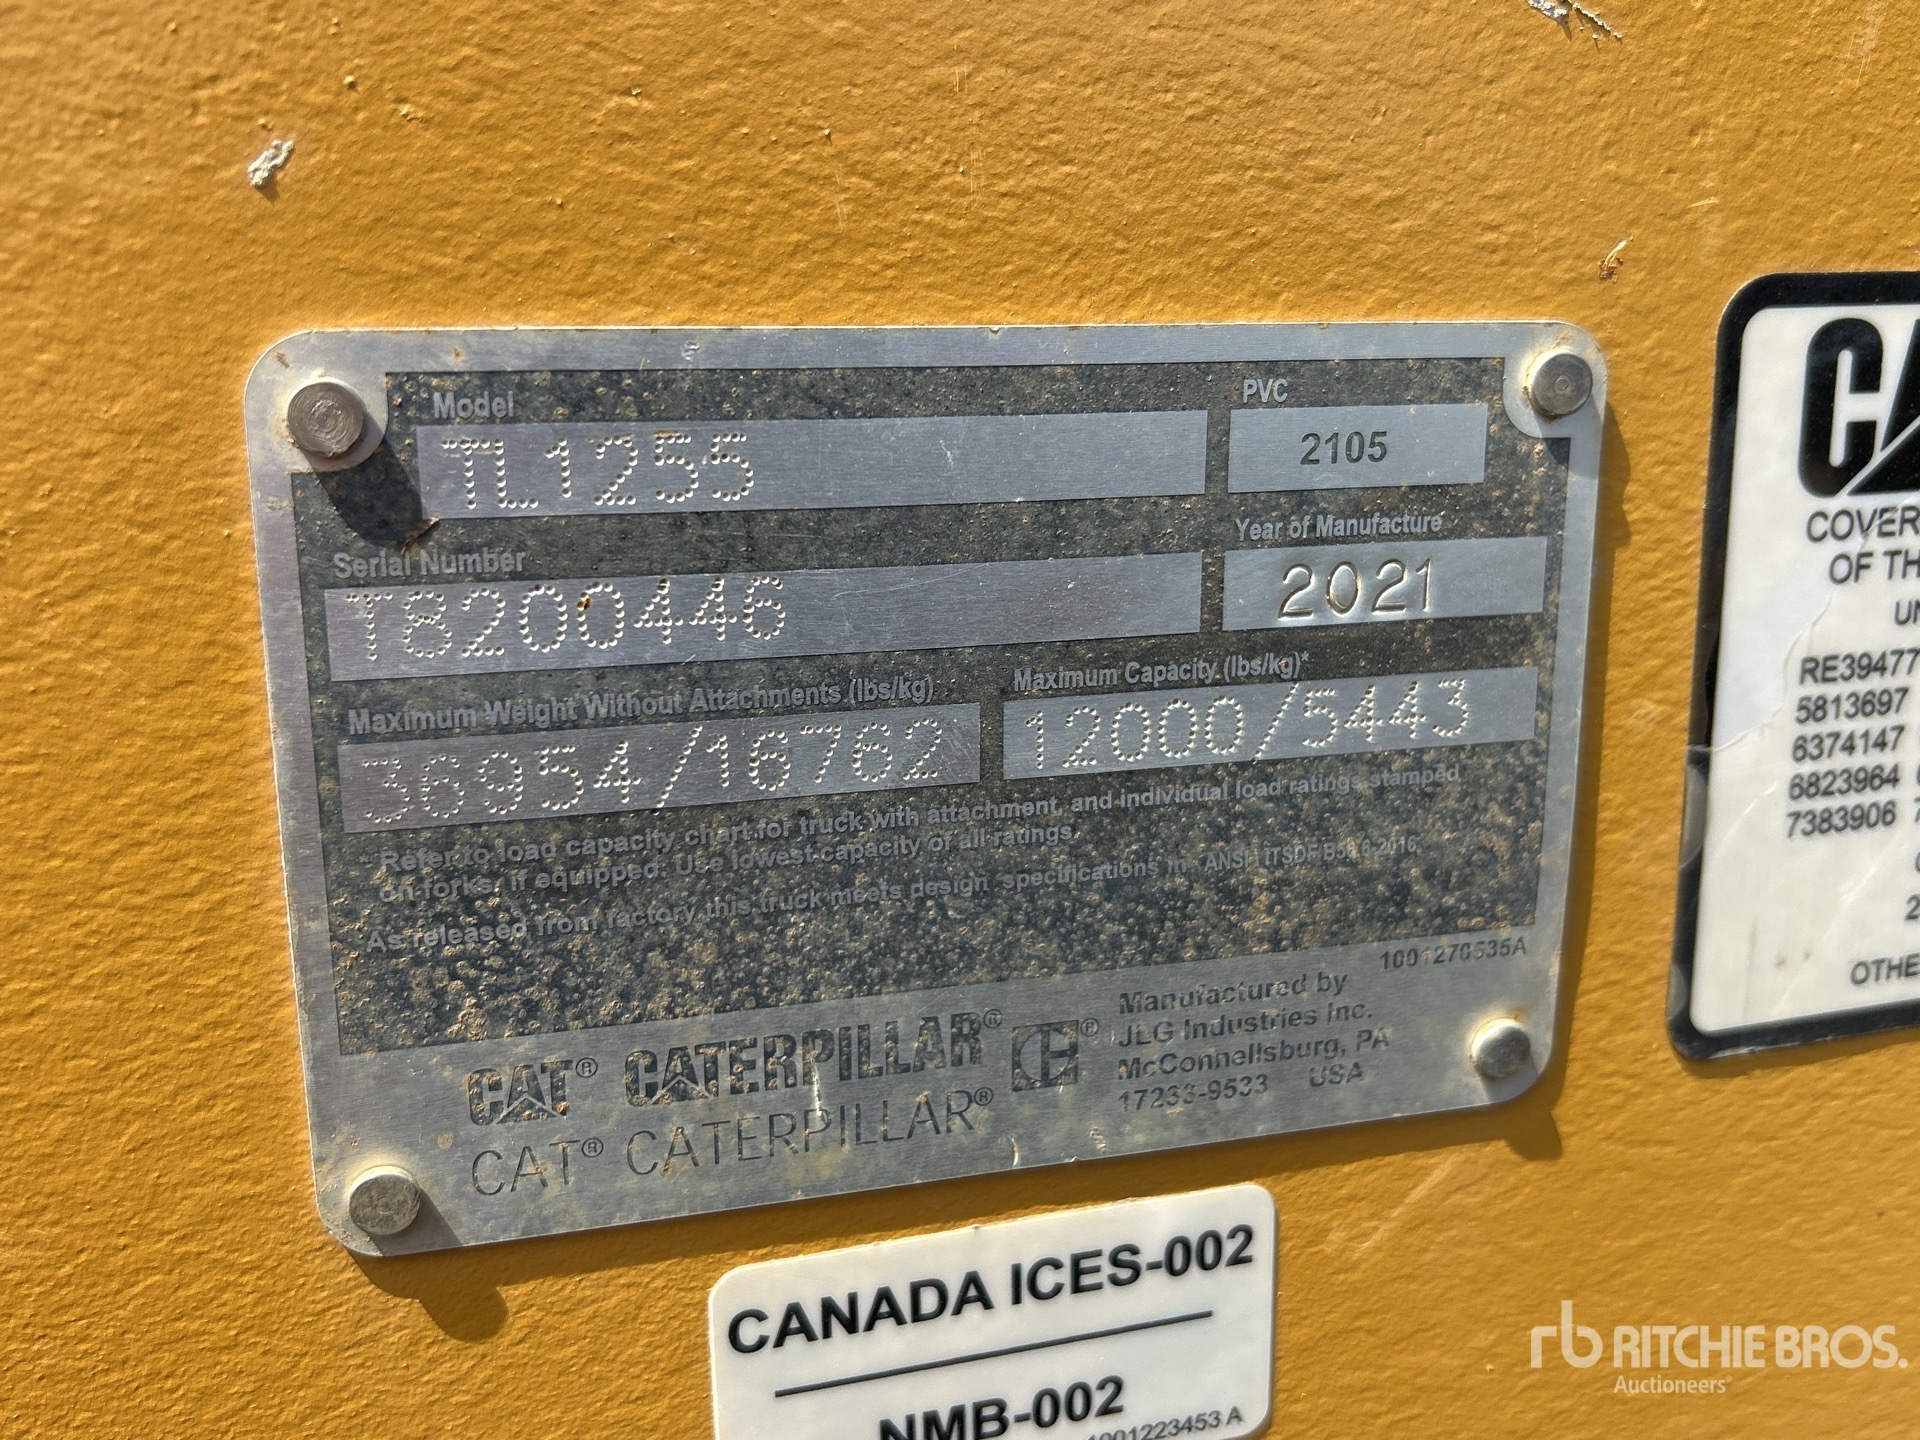 Model
TL1255
PVC
2105
Serial Number
T8200446
Year of Manufacture
2021
Maximum Weight Without Attachments (lbs/kg)
36954/16762
Maximum Capacity (lbs/kg)*
12000/5443
* Refer to load capacity chart for truck with attachment and individual load ratings stamped
on forks, if equipped. Use lowest capacity of all ratings.
As released from factory this truck meets design specifications in ANSI / ITSDF B56.6-2016
1001270535A
CAT® CATERPILLAR® ®
CAT® CATERPILLAR®
Manufactured by
JLG Industries Inc.
McConnellsburg, PA
17233-9533 USA
CANADA ICES-002
NMB-002
1001223453 A
CA
COVER
OF TH
UN
RE39477
5813697
6374147
6823964
7383906 7
2
OTHE
rb RITCHIE BROS.
Auctioneers